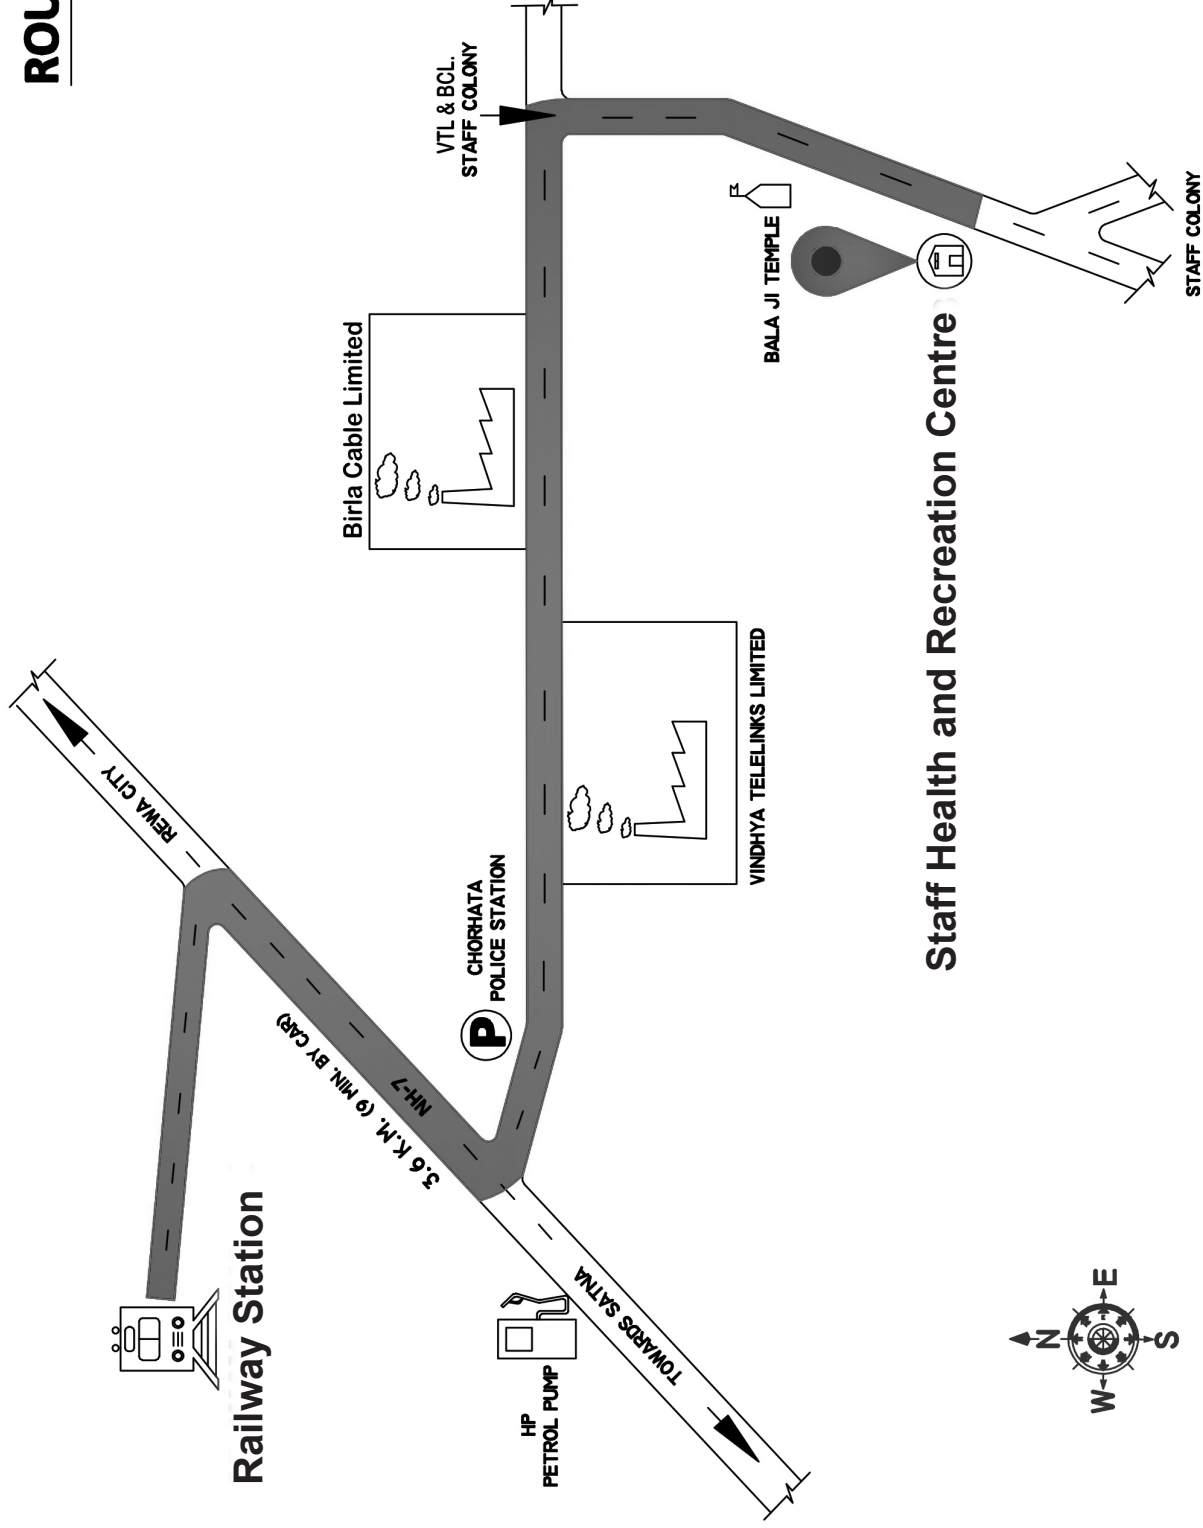 ROU
VTL & BCL.
STAFF COLONY
Birla Cable Limited
BALA JI TEMPLE
STAFF COLONY
Staff Health and Recreation Centre
VINDHYA TELELINKS LIMITED
REWA CITY
CHORHATA
POLICE STATION
P
NH-7
3.6 K.M. (9 MIN. BY CAR)
Railway Station
HP
PETROL PUMP
TOWARDS SATNA
N
E
S
W